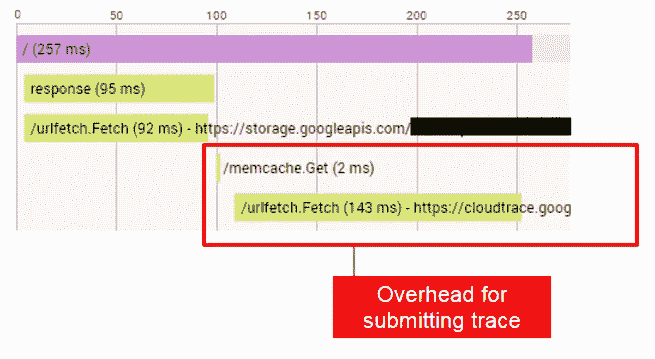 0 50 100 150 200 250
/ (257 ms)
response (95 ms)
/urlfetch.Fetch (92 ms) - https://storage.googleapis.com/
/memcache.Get (2 ms)
/urlfetch.Fetch (143 ms) - https://cloudtrace.goog
Overhead for
submitting trace